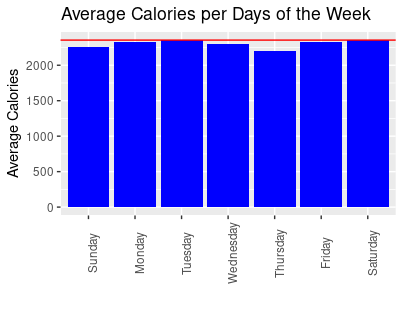 Average Calories per Days of the Week
Average Calories
2000
1500
1000
500
0
Sunday
Monday
Tuesday
Wednesday
Thursday
Friday
Saturday